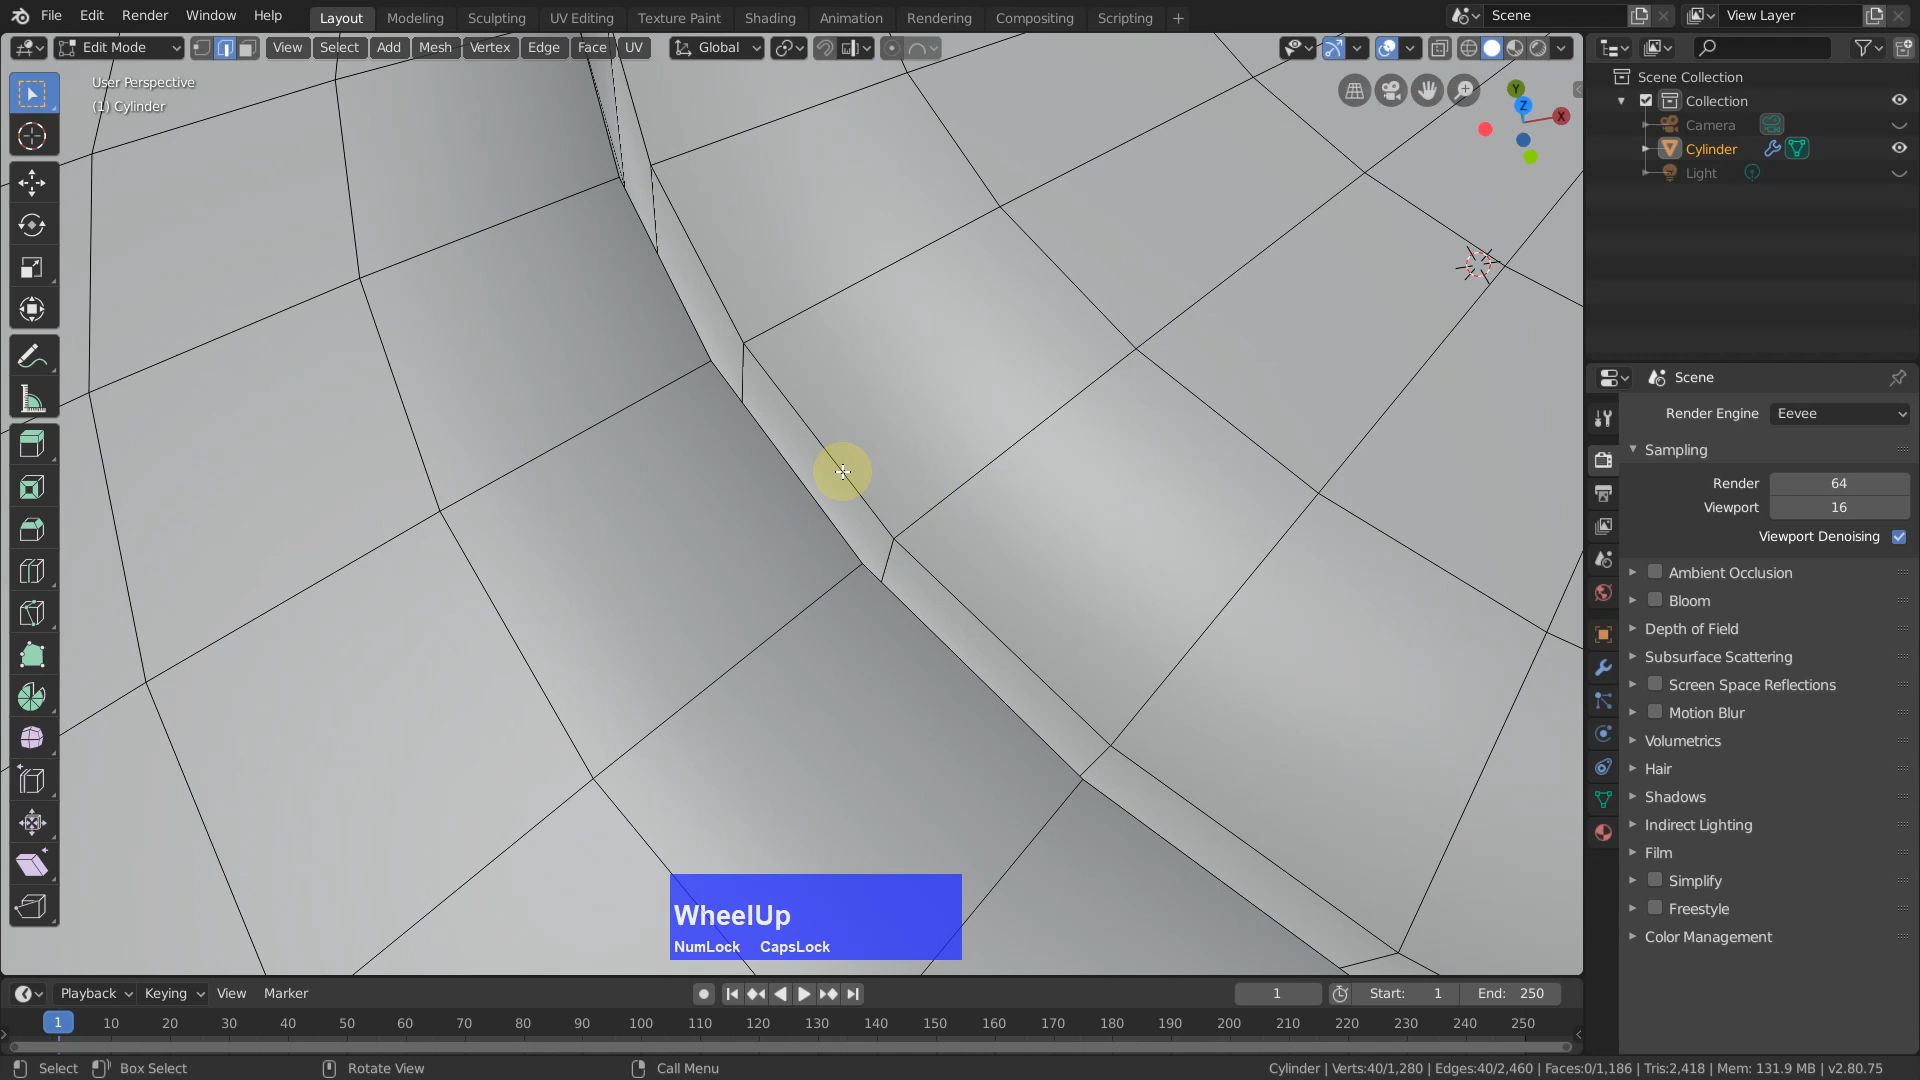 File Edit Render Window Help Layout Modeling Sculpting UV Editing Texture Paint Shading Animation Rendering Compositing Scripting + Scene View Layer
Edit Mode View Select Add Mesh Vertex Edge Face UV Global
User Perspective
(1) Cylinder
Y
Z
X
Scene Collection
Collection
Camera
Cylinder
Light
Scene
Render Engine Eevee
Sampling
Render 64
Viewport 16
Viewport Denoising
Ambient Occlusion
Bloom
Depth of Field
Subsurface Scattering
Screen Space Reflections
Motion Blur
Volumetrics
Hair
Shadows
Indirect Lighting
Film
Simplify
Freestyle
Color Management
WheelUp
NumLock CapsLock
Playback Keying View Marker 1 Start: 1 End: 250
1 10 20 30 40 50 60 70 80 90 100 110 120 130 140 150 160 170 180 190 200 210 220 230 240 250
Select Box Select Rotate View Call Menu Cylinder | Verts:40/1,280 | Edges:40/2,460 | Faces:0/1,186 | Tris:2,418 | Mem: 131.9 MB | v2.80.75